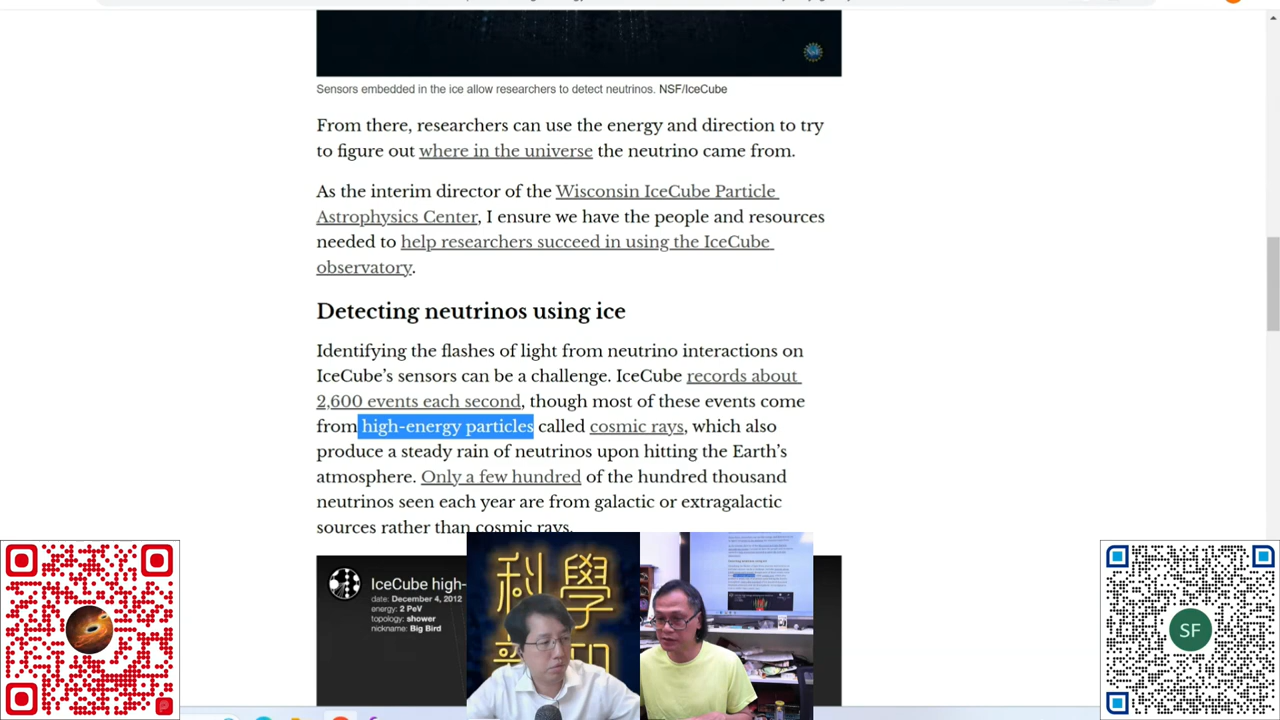 Sensors embedded in the ice allow researchers to detect neutrinos. NSF/IceCube
From there, researchers can use the energy and direction to try
to figure out where in the universe the neutrino came from.
As the interim director of the Wisconsin IceCube Particle
Astrophysics Center, I ensure we have the people and resources
needed to help researchers succeed in using the IceCube
observatory.
Detecting neutrinos using ice
Identifying the flashes of light from neutrino interactions on
IceCube’s sensors can be a challenge. IceCube records about
2,600 events each second, though most of these events come
from high-energy particles called cosmic rays, which also
produce a steady rain of neutrinos upon hitting the Earth’s
atmosphere. Only a few hundred of the hundred thousand
neutrinos seen each year are from galactic or extragalactic
sources rather than cosmic rays.
IceCube high-
date: December 4, 2012
energy: 2 PeV
topology: shower
nickname: Big Bird
學
SF